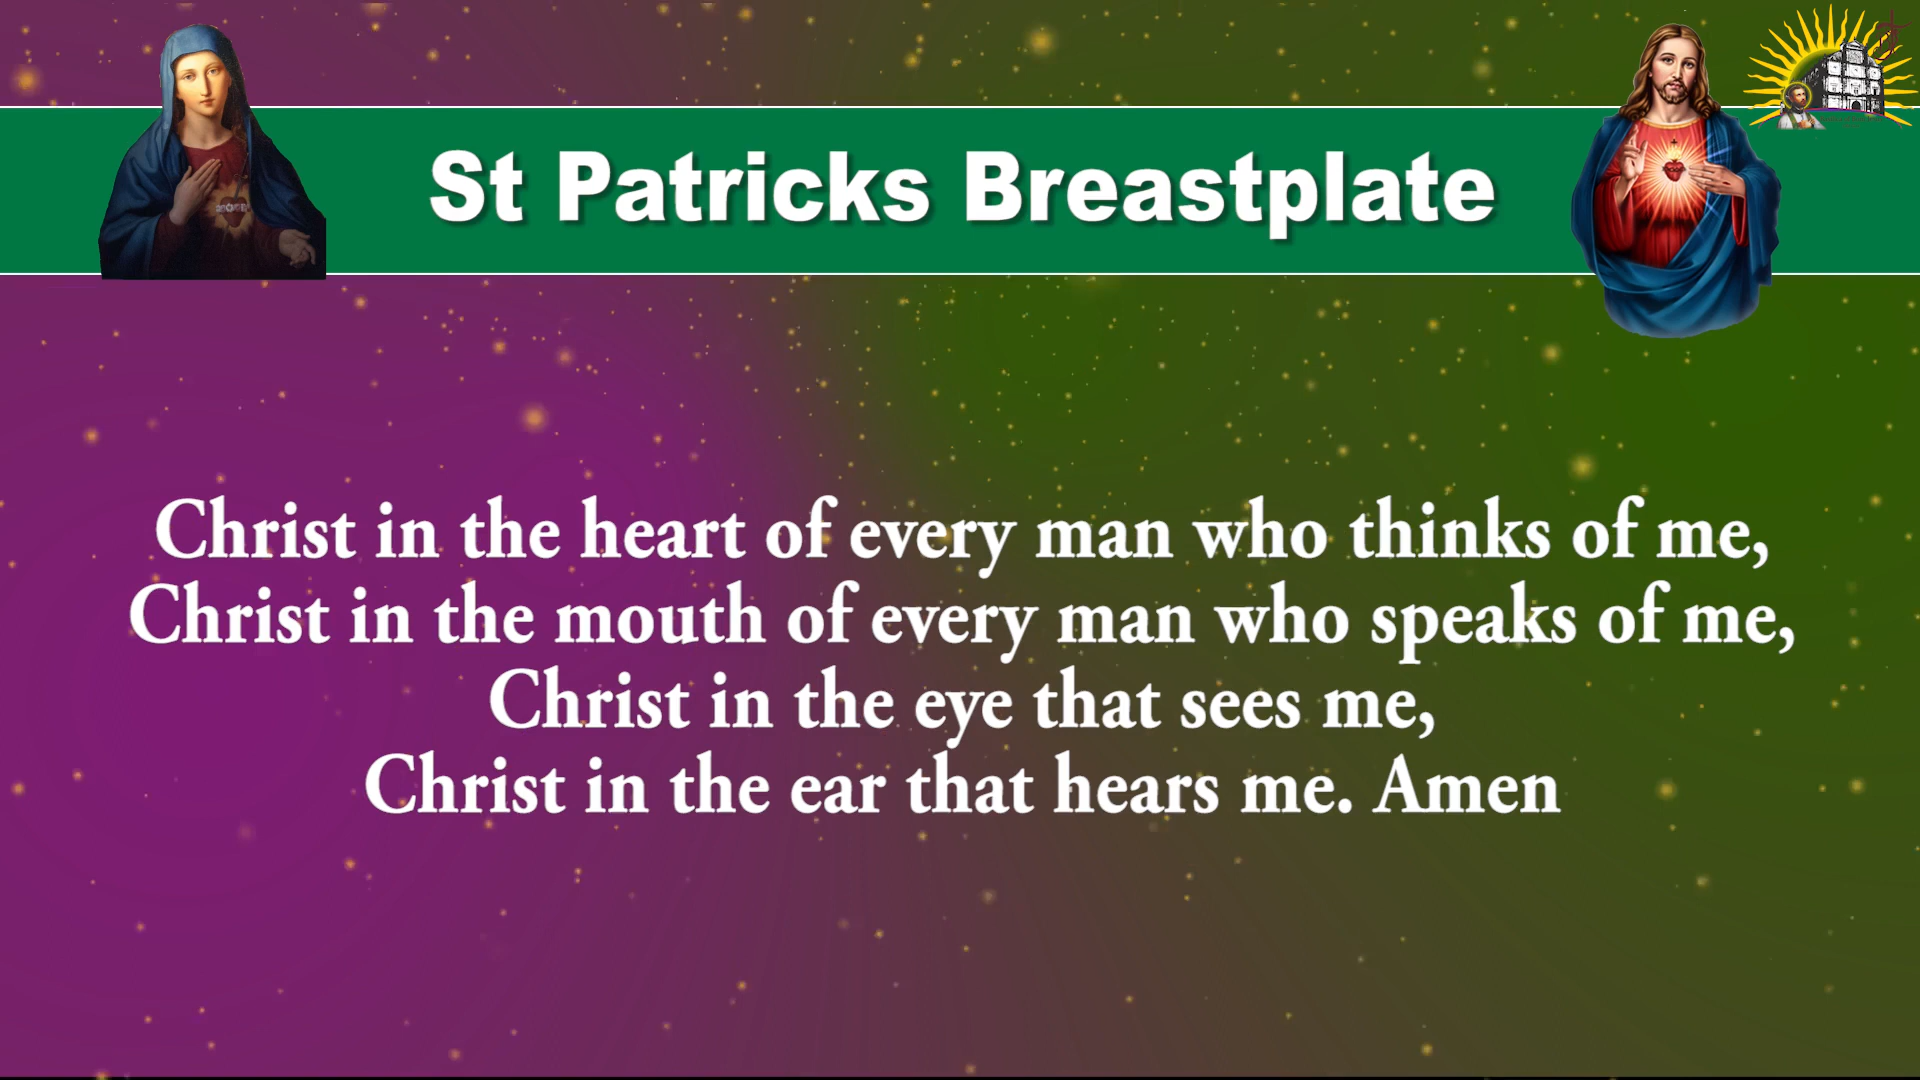 St Patricks Breastplate
Christ in the heart of every man who thinks of me,
Christ in the mouth of every man who speaks of me,
Christ in the eye that sees me,
Christ in the ear that hears me. Amen